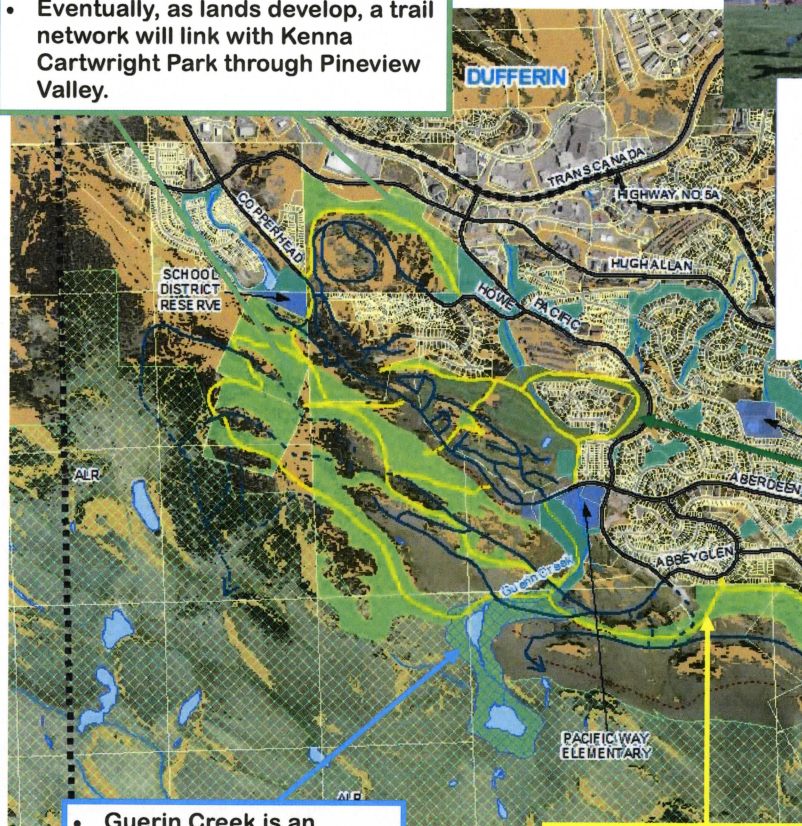 • Eventually, as lands develop, a trail
network will link with Kenna
Cartwright Park through Pineview
Valley.
DUFFERIN
TRANSCANADA
HIGHWAY NO 5A
COPPERHEAD
HUGH ALLAN
SCHOOL
DISTRICT
RESERVE
HOWE
PACIFIC
ALR
ABERDEEN
ABBEYGLEN
Guerin Creek
PACIFIC WAY
ELEMENTARY
ALR
• Guerin Creek is an